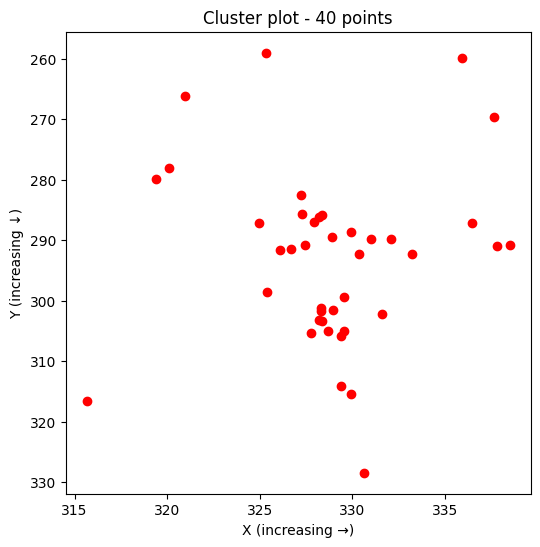 Cluster plot - 40 points
Y (increasing ↓)
260
270
280
290
300
310
320
330
315 320 325 330 335
X (increasing →)